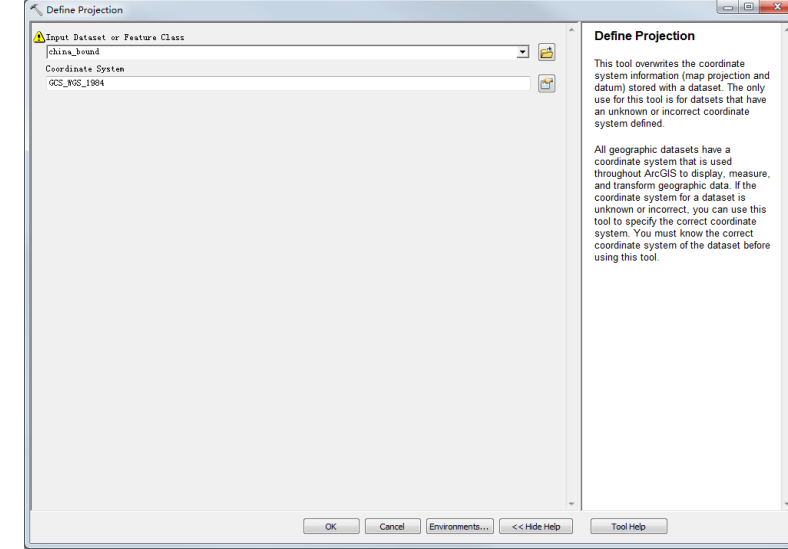 Define Projection
Input Dataset or Feature Class
china_bound
Coordinate System
GCS_WGS_1984
Define Projection
This tool overwrites the coordinate
system information (map projection and
datum) stored with a dataset. The only
use for this tool is for datsets that have
an unknown or incorrect coordinate
system defined.
All geographic datasets have a
coordinate system that is used
throughout ArcGIS to display, measure,
and transform geographic data. If the
coordinate system for a dataset is
unknown or incorrect, you can use this
tool to specify the correct coordinate
system. You must know the correct
coordinate system of the dataset before
using this tool.
OK Cancel Environments... << Hide Help Tool Help